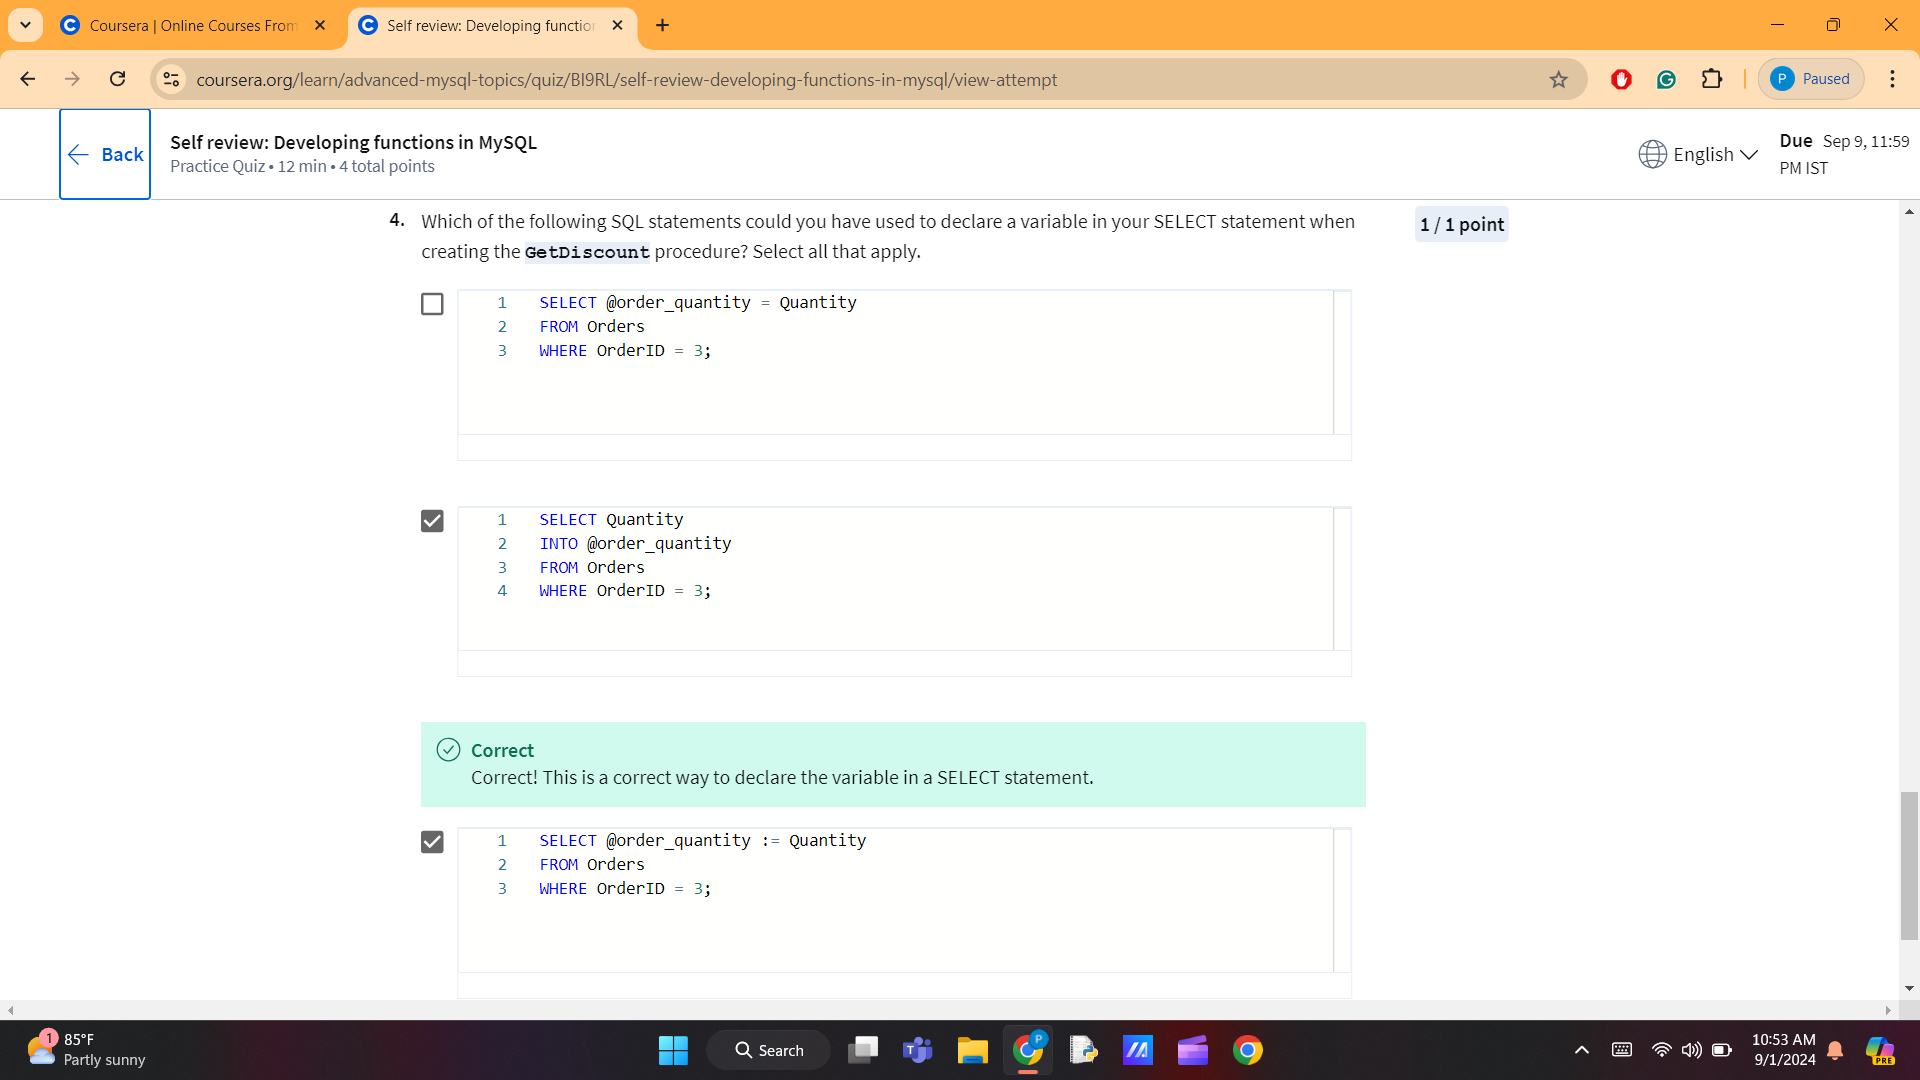 Coursera | Online Courses From
Self review: Developing function
coursera.org/learn/advanced-mysql-topics/quiz/BI9RL/self-review-developing-functions-in-mysql/view-attempt
P Paused
Back
Self review: Developing functions in MySQL
Practice Quiz • 12 min • 4 total points
English
Due Sep 9, 11:59
PM IST
4. Which of the following SQL statements could you have used to declare a variable in your SELECT statement when
creating the GetDiscount procedure? Select all that apply.
1 / 1 point
1 SELECT @order_quantity = Quantity
2 FROM Orders
3 WHERE OrderID = 3;
1 SELECT Quantity
2 INTO @order_quantity
3 FROM Orders
4 WHERE OrderID = 3;
Correct
Correct! This is a correct way to declare the variable in a SELECT statement.
1 SELECT @order_quantity := Quantity
2 FROM Orders
3 WHERE OrderID = 3;
1
85°F
Partly sunny
Search
P
10:53 AM
9/1/2024
PRE